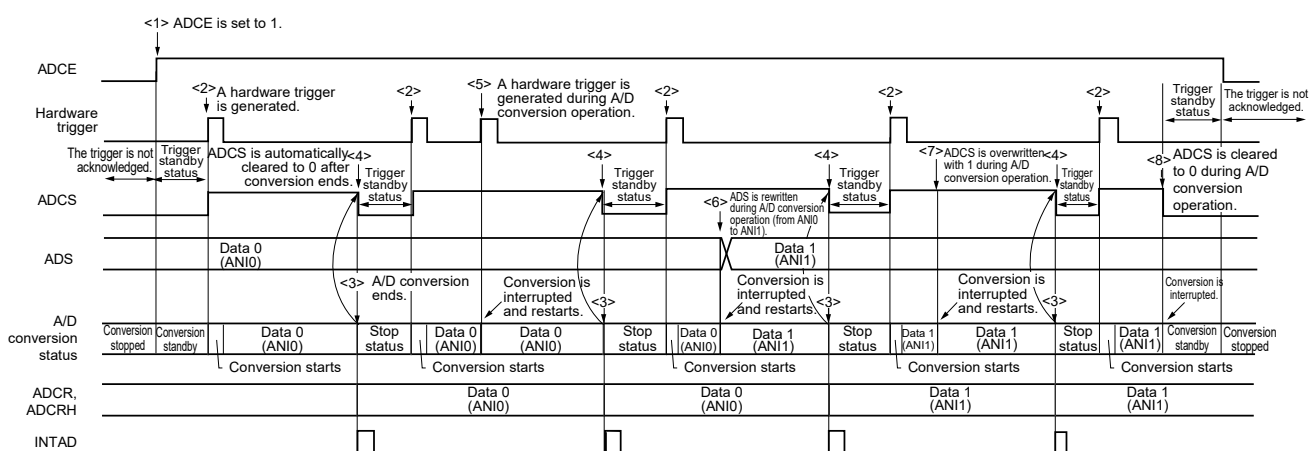 <1> ADCE is set to 1.
ADCE
<2> A hardware trigger
is generated.
<2>
<5> A hardware trigger is
generated during A/D
conversion operation.
<2>
<2>
<2>
Trigger
standby
status
The trigger is not
acknowledged.
Hardware
trigger
The trigger is not
acknowledged.
Trigger
standby
status
ADCS is automatically
cleared to 0 after
conversion ends.
<4>
Trigger
standby
status
<4>
Trigger
standby
status
<4>
Trigger
standby
status
<7> ADCS is overwritten
with 1 during A/D
conversion operation.
<4>
Trigger
standby
status
<8> ADCS is cleared
to 0 during A/D
conversion
operation.
ADCS
<6> ADS is rewritten
during A/D conversion
operation (from ANI0
to ANI1).
ADS
Data 0
(ANI0)
Data 1
(ANI1)
<3> A/D conversion
ends.
Conversion is
interrupted
and restarts.
<3>
Conversion is
interrupted
and restarts.
<3>
Conversion is
interrupted
and restarts.
<3>
Conversion is
interrupted.
A/D
conversion
status
Conversion
stopped
Conversion
standby
Data 0
(ANI0)
Stop
status
Data 0
(ANI0)
Data 0
(ANI0)
Stop
status
Data 0
(ANI0)
Data 1
(ANI1)
Stop
status
Data 1
(ANI1)
Data 1
(ANI1)
Stop
status
Data 1
(ANI1)
Conversion
standby
Conversion
stopped
Conversion starts
Conversion starts
Conversion starts
Conversion starts
Conversion starts
ADCR,
ADCRH
Data 0
(ANI0)
Data 0
(ANI0)
Data 1
(ANI1)
Data 1
(ANI1)
INTAD